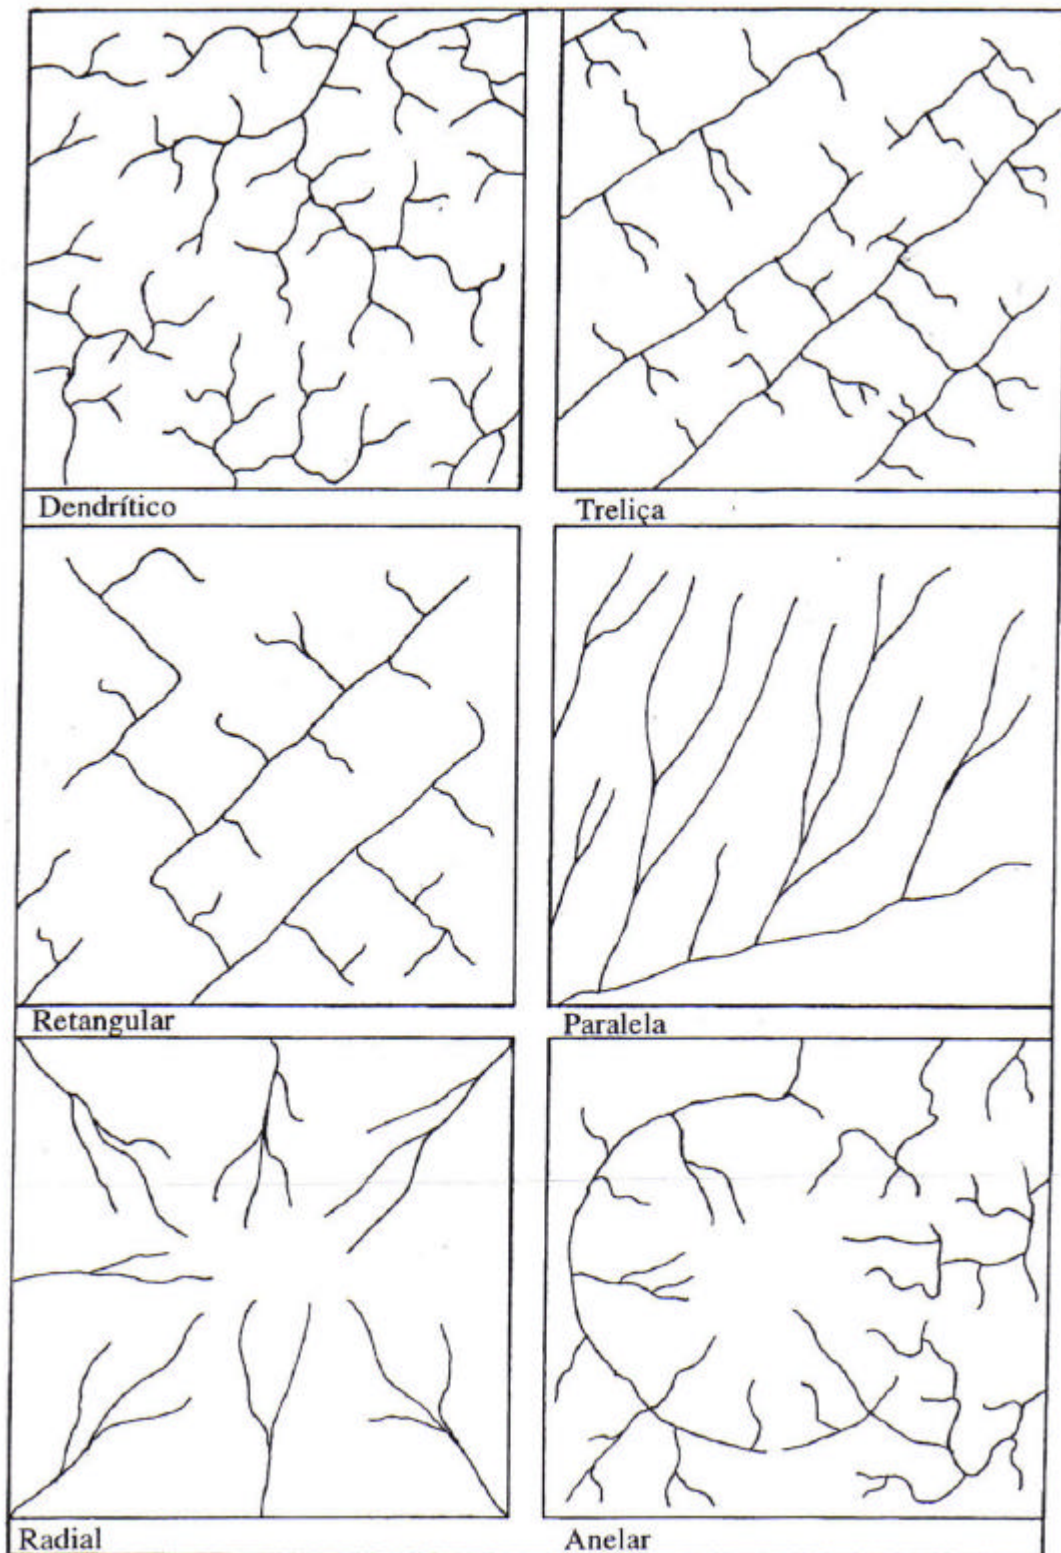 Dendrítico
Treliça
Retangular
Paralela
Radial
Anelar